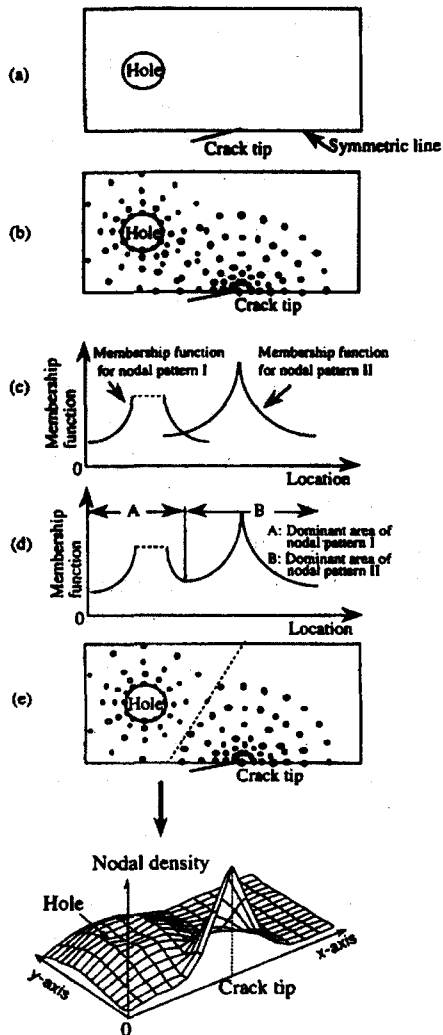 (a)
Hole
Crack tip
Symmetric line
(b)
Hole
Crack tip
(c)
Membership function
Membership function
for nodal pattern I
Membership function
for nodal pattern II
0
Location
(d)
Membership function
A
B
A: Dominant area of
nodal pattern I
B: Dominant area of
nodal pattern II
0
Location
(e)
Hole
Crack tip
Nodal density
Hole
y-axis
x-axis
Crack tip
0